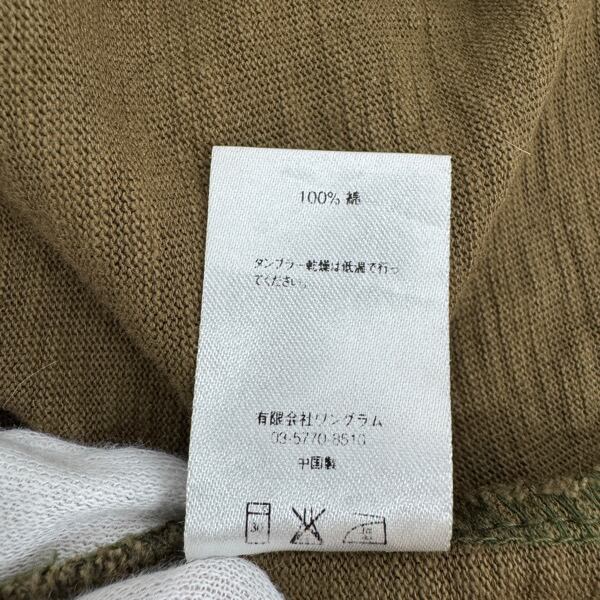 100% 綿
タンブラー乾燥は低温で行っ
てください。
有限会社ワングラム
03-5770-8510
中国製